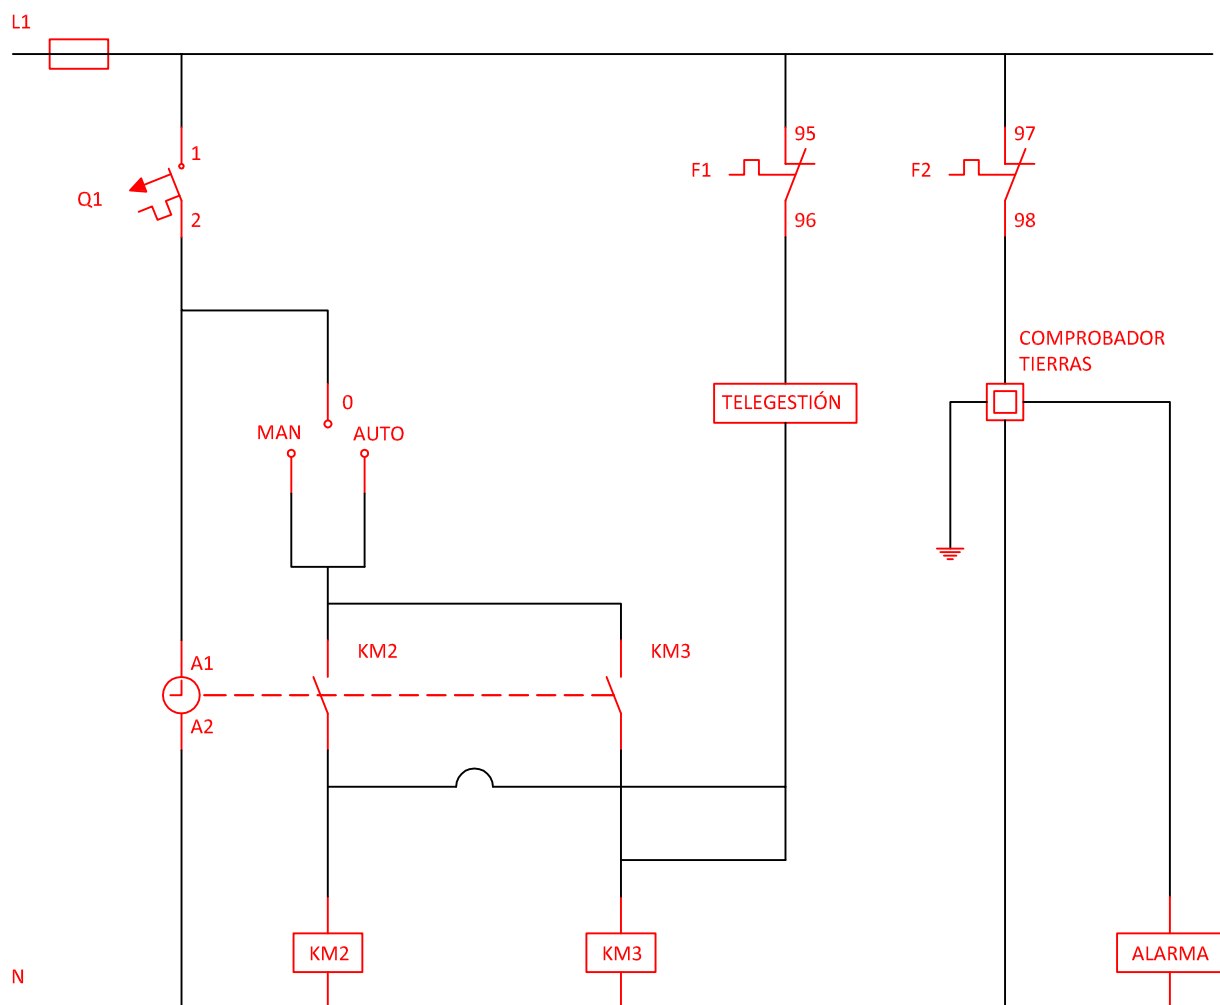 L1
1
Q1
2
95
F1
96
97
F2
98
COMPROBADOR
TIERRAS
0
MAN
AUTO
TELEGESTIÓN
KM2
KM3
A1
A2
KM2
KM3
ALARMA
N